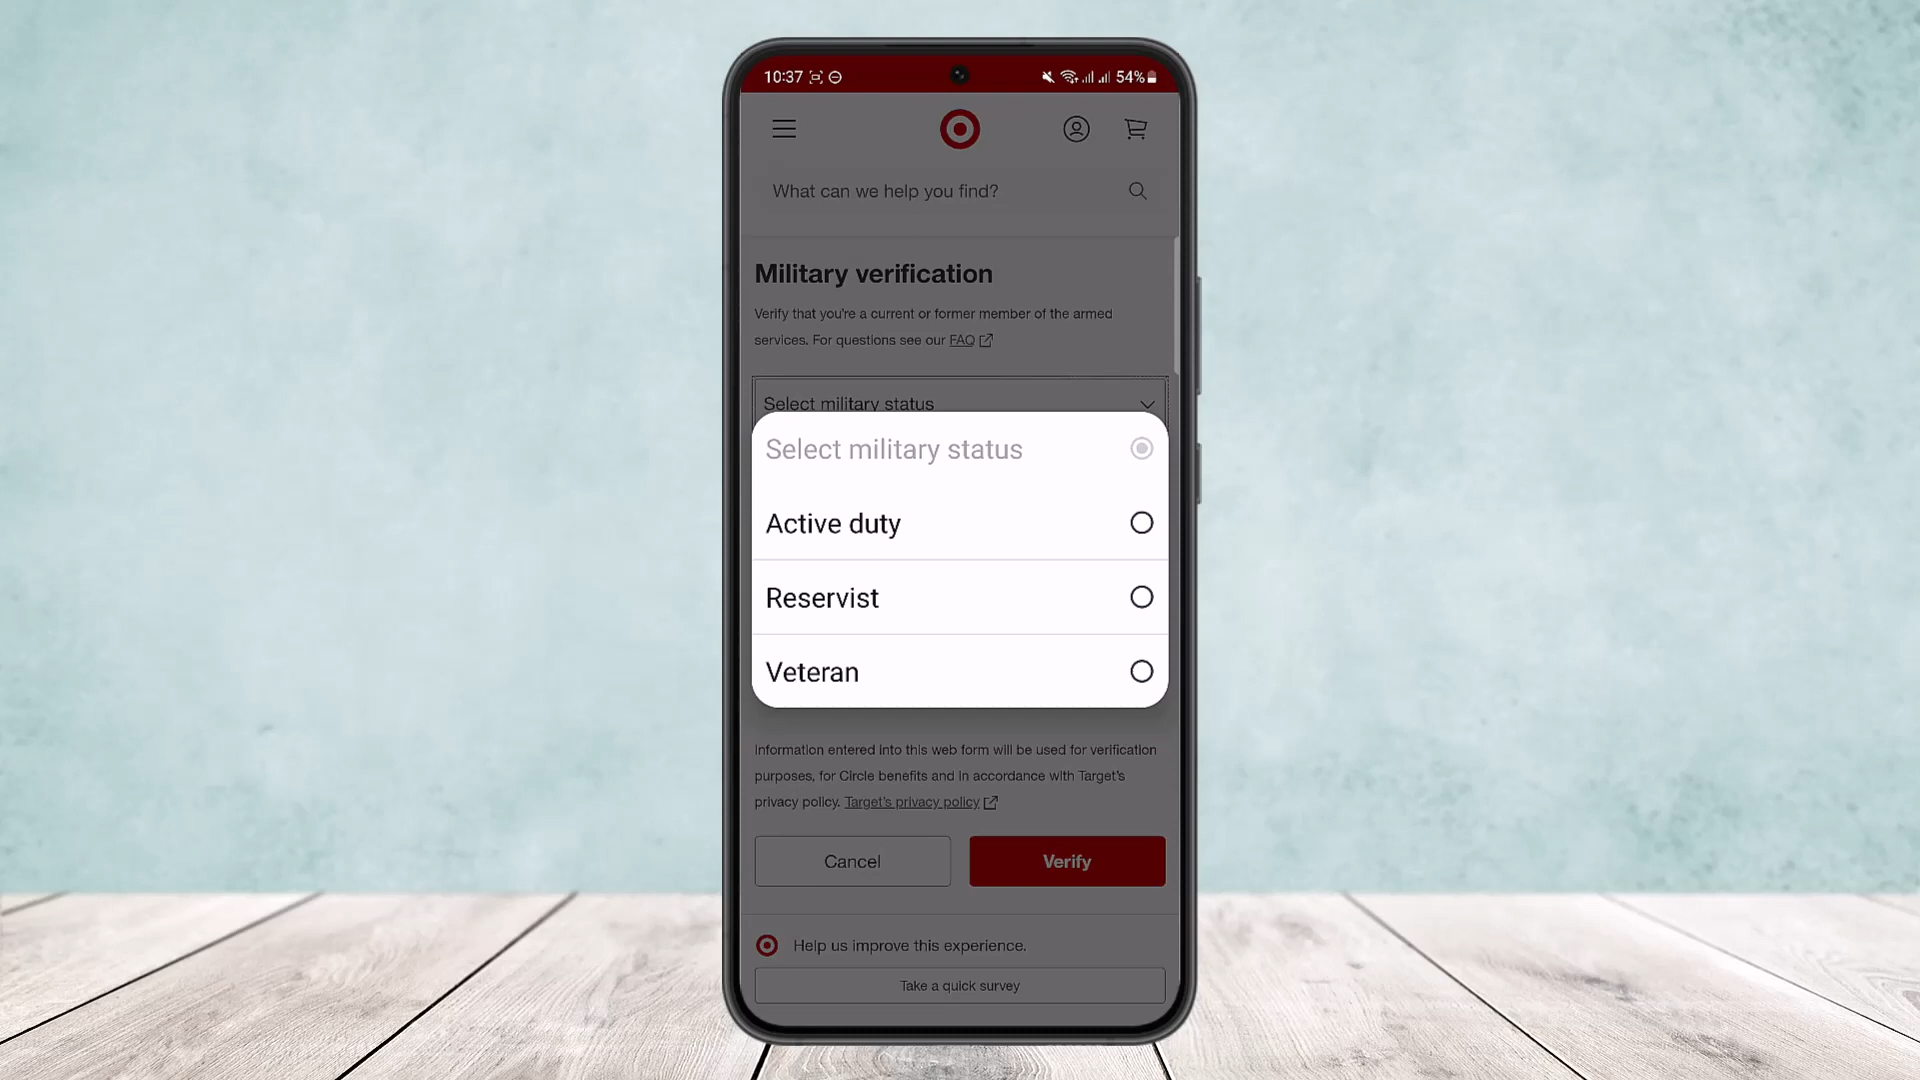 10:37 54%
What can we help you find?
Military verification
Verify that you're a current or former member of the armed
services. For questions see our FAQ
Select military status
Select military status
Active duty
Reservist
Veteran
Information entered into this web form will be used for verification
purposes, for Circle benefits and in accordance with Target's
privacy policy. Target's privacy policy
Cancel Verify
Help us improve this experience.
Take a quick survey